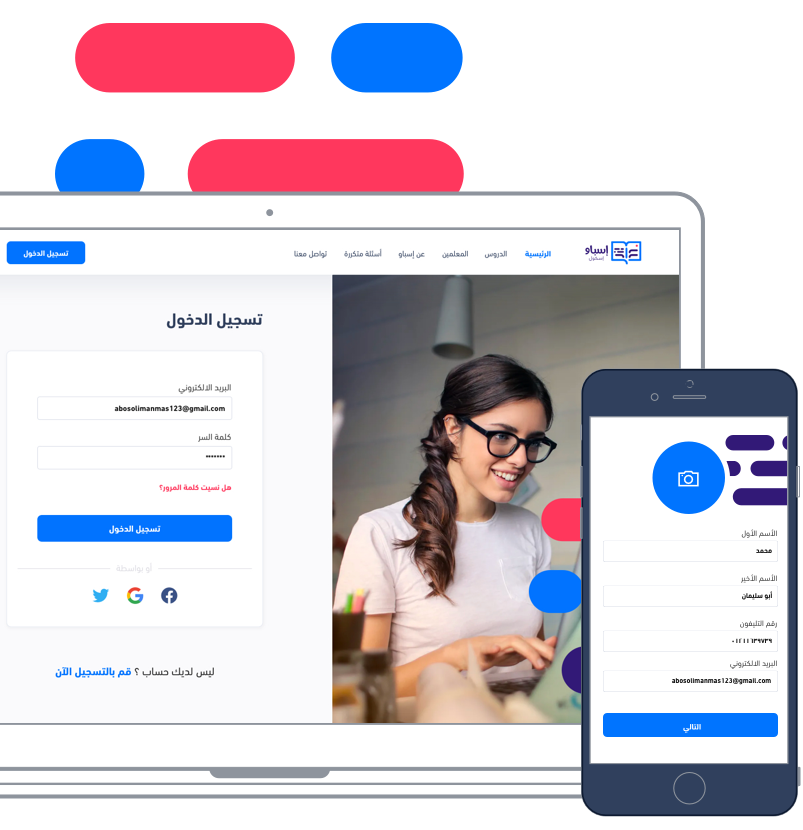 إسباو
إسكول
الرئيسية
الدروس
المعلمين
عن إسباو
أسئلة متكررة
تواصل معنا
تسجيل الدخول
تسجيل الدخول
البريد الالكتروني
abosolimanmas123@gmail.com
كلمة السر
•••••••
هل نسيت كلمة المرور؟
تسجيل الدخول
أو بواسطة
ليس لديك حساب ؟ قم بالتسجيل الآن
الأسم الأول
محمد
الأسم الأخير
أبو سليمان
رقم التليفون
البريد الالكتروني
abosolimanmas123@gmail.com
التالي